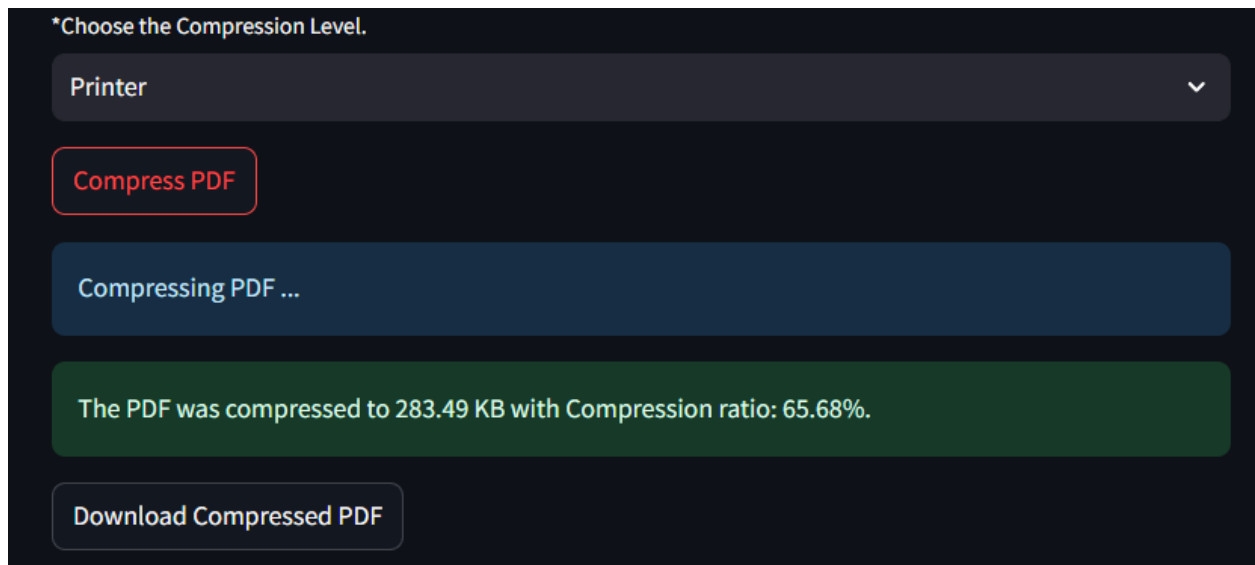 *Choose the Compression Level.
Printer
Compress PDF
Compressing PDF ...
The PDF was compressed to 283.49 KB with Compression ratio: 65.68%.
Download Compressed PDF